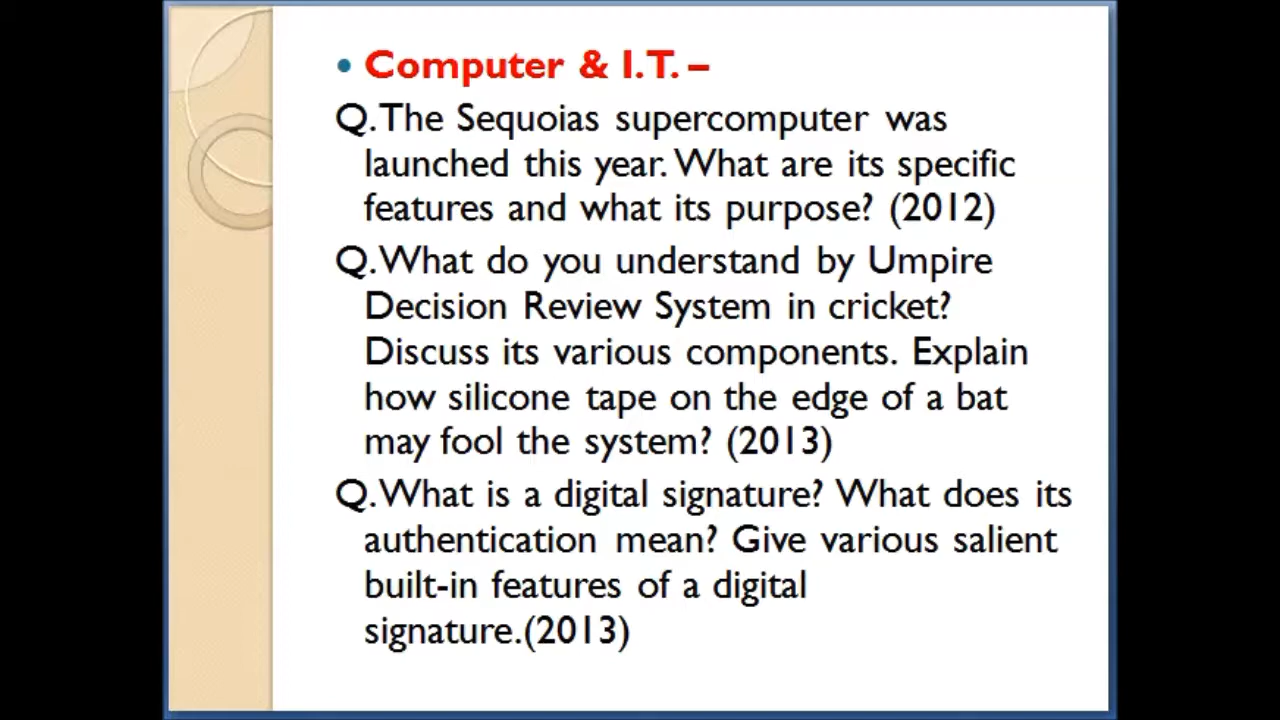 • Computer & I.T. –
Q. The Sequoias supercomputer was
launched this year. What are its specific
features and what its purpose? (2012)
Q. What do you understand by Umpire
Decision Review System in cricket?
Discuss its various components. Explain
how silicone tape on the edge of a bat
may fool the system? (2013)
Q. What is a digital signature? What does its
authentication mean? Give various salient
built-in features of a digital
signature.(2013)